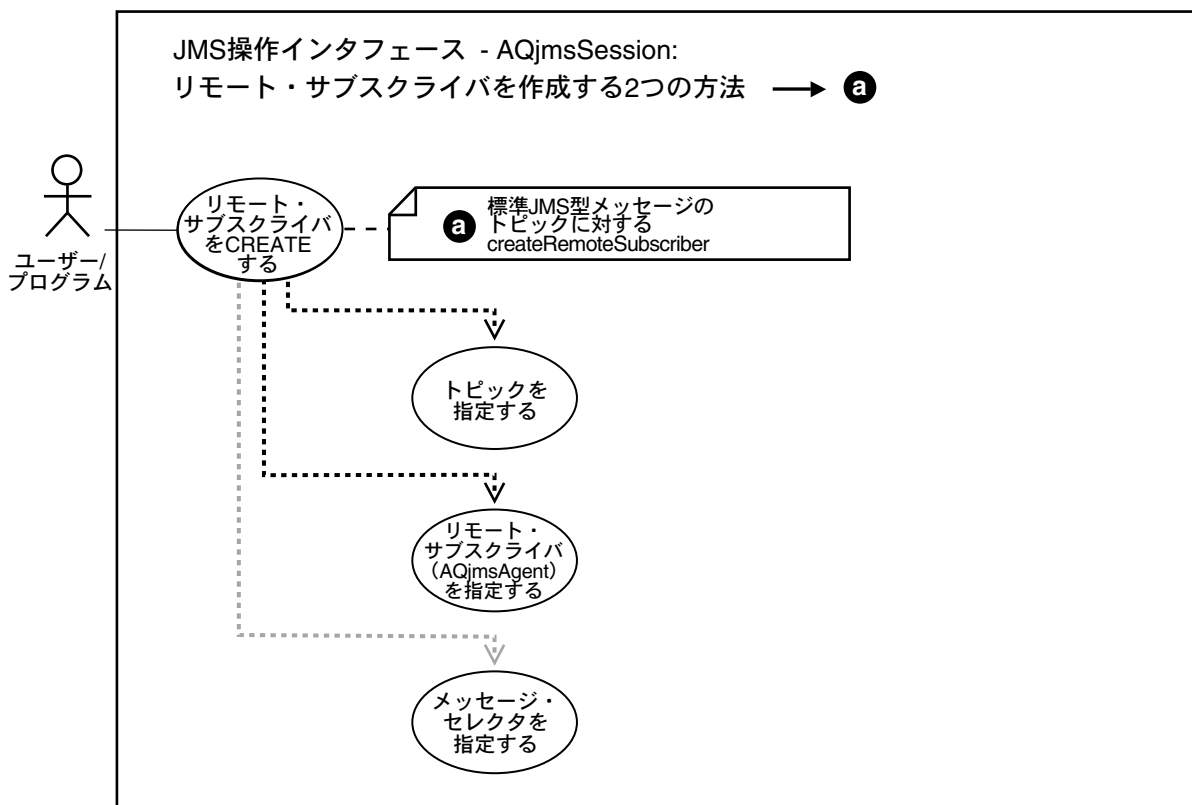 JMS操作インタフェース - AQjmsSession:
リモート・サブスクライバを作成する2つの方法 a
ユーザー/
プログラム
リモート・
サブスクライバ
をCREATE
する
a 標準JMS型メッセージの
トピックに対する
createRemoteSubscriber
トピックを
指定する
リモート・
サブスクライバ
（AQjmsAgent）
を指定する
メッセージ・
セレクタを
指定する